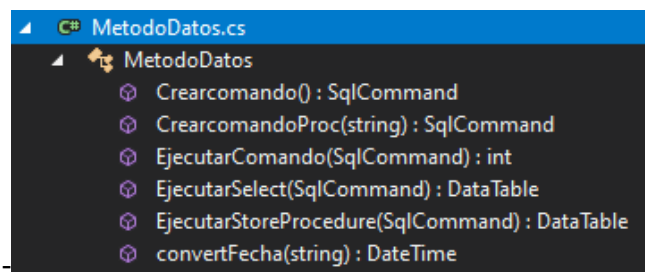 C# MetodoDatos.cs
MetodoDatos
Crearcomando() : SqlCommand
CrearcomandoProc(string) : SqlCommand
EjecutarComando(SqlCommand) : int
EjecutarSelect(SqlCommand) : DataTable
EjecutarStoreProcedure(SqlCommand) : DataTable
-
convertFecha(string) : DateTime